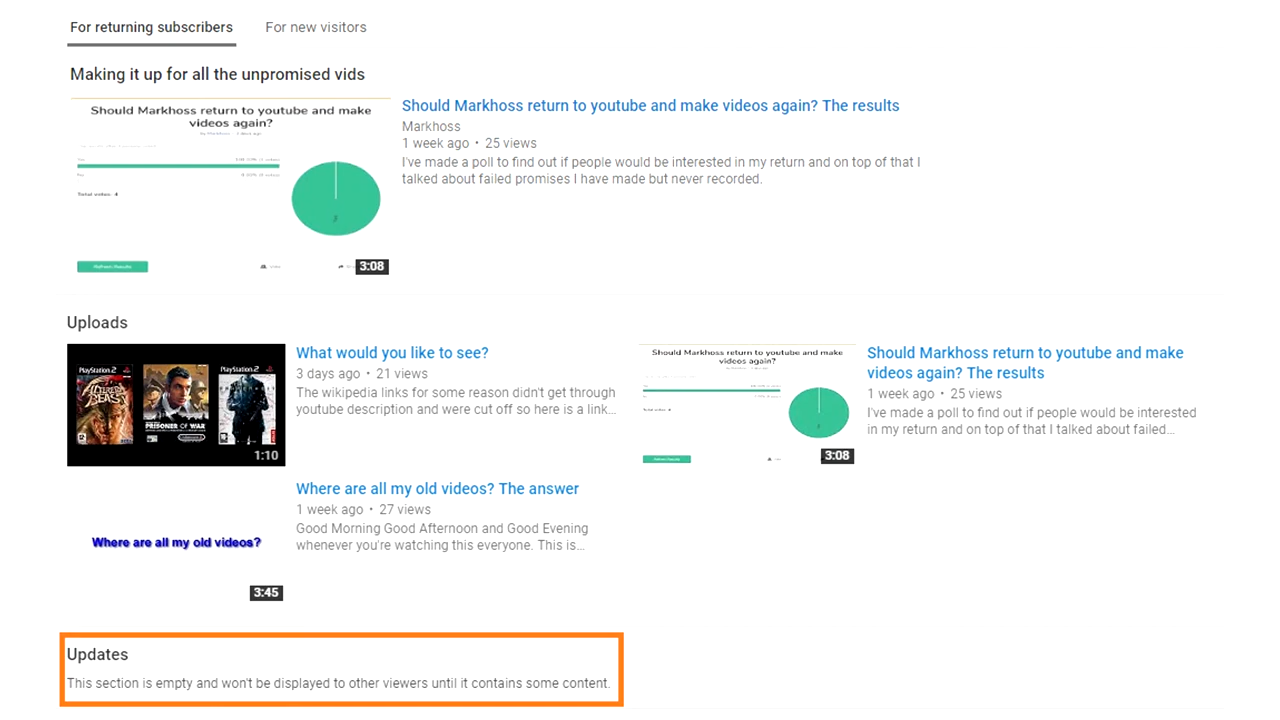 For returning subscribers For new visitors
Making it up for all the unpromised vids
Should Markhoss return to youtube and make
videos again?
3:08
Should Markhoss return to youtube and make videos again? The results
Markhoss
1 week ago • 25 views
I've made a poll to find out if people would be interested in my return and on top of that I
talked about failed promises I have made but never recorded.
Uploads
PlayStation 2
ALTERED
BEAST
PRISONER OF WAR
PlayStation 2
1:10
What would you like to see?
3 days ago • 21 views
The wikipedia links for some reason didn't get through
youtube description and were cut off so here is a link...
Should Markhoss return to youtube and make
videos again?
3:08
Should Markhoss return to youtube and make
videos again? The results
1 week ago • 25 views
I've made a poll to find out if people would be interested
in my return and on top of that I talked about failed...
Where are all my old videos?
3:45
Where are all my old videos? The answer
1 week ago • 27 views
Good Morning Good Afternoon and Good Evening
whenever you're watching this everyone. This is...
Updates
This section is empty and won't be displayed to other viewers until it contains some content.